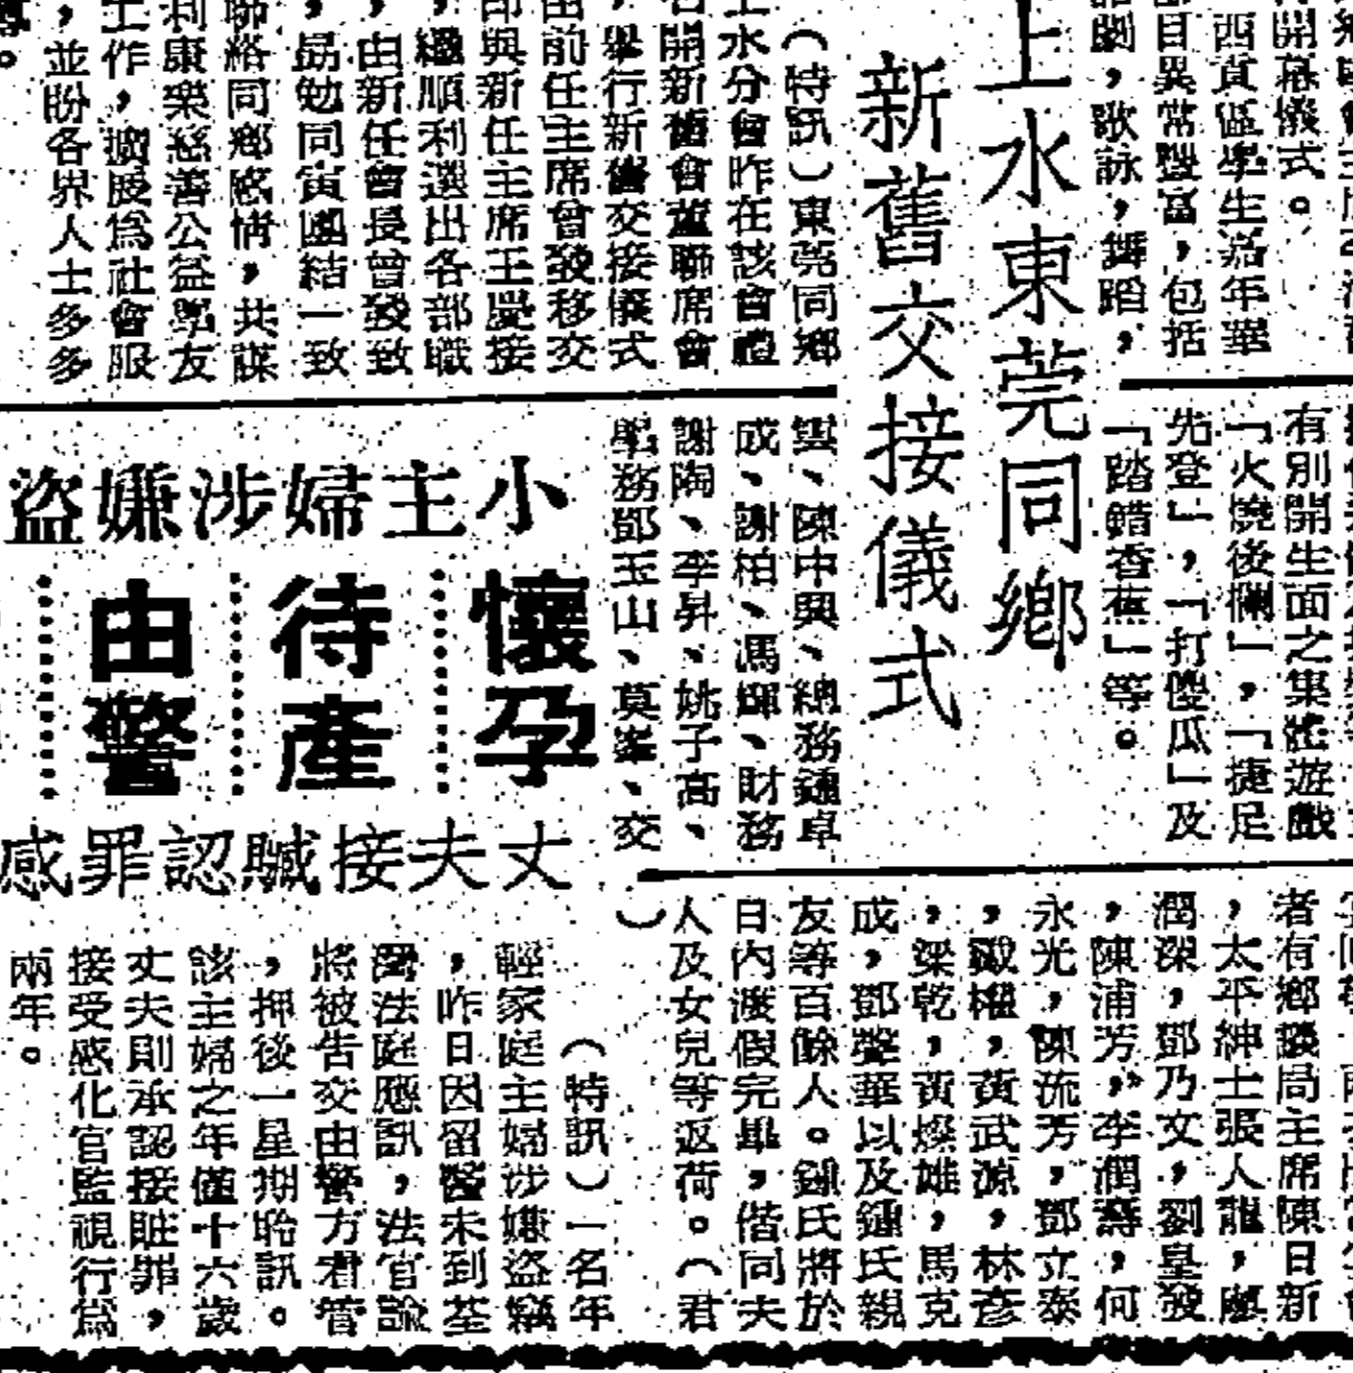 上水東莞同鄉
新舊交接儀式
（特訊）東莞同鄉
上水分會昨在該會禮
開新舊會董聯席會
，舉行新舊交接儀式
由前任主席曾發移交
印與新任主席王慶接
，繼順利選出各部職
，由新任會長曾發致
，勗勉同寅團結一致
聯絡同鄉感情，共謀
利康樂慈善公益學友
工作，擴展為社會服
，並盼各界人士多多
。
開幕儀式。
西貢區學生嘉年華
目異常豐富，包括
劇，歌詠，舞蹈，
有別開生面之集體遊戲
「火燒後欄」，「捷足
先登」，「打傻瓜」及
「踏錯香蕉」等。
、陳中興、總務鍾卓
成、謝柏、馮輝、財務
謝陶、李昇、姚子高、
學務鄧玉山、莫峯、交
者有鄉議局主席陳日新
，太平紳士張人龍，廖
潤深，鄧乃文，劉皇發
，陳浦芳，李潤壽，何
永光，陳流芳，鄧立泰
，戴權，黃武源，林彥
，梁乾，黃燦雄，馬克
成，鄧聲華以及鍾氏親
友等百餘人。鍾氏將於
日內渡假完畢，偕同夫
人及女兒等返荷。（君
）
小主婦涉嫌盜
懷孕
待產
由警
丈夫接贓認罪感
（特訊）一名年
輕家庭主婦涉嫌盜竊
，昨日因留醫未到荃
灣法庭應訊，法官諭
將被告交由警方看管
，押後一星期聆訊。
該主婦之年僅十六歲
丈夫則承認接贓罪，
接受感化官監視行為
兩年。